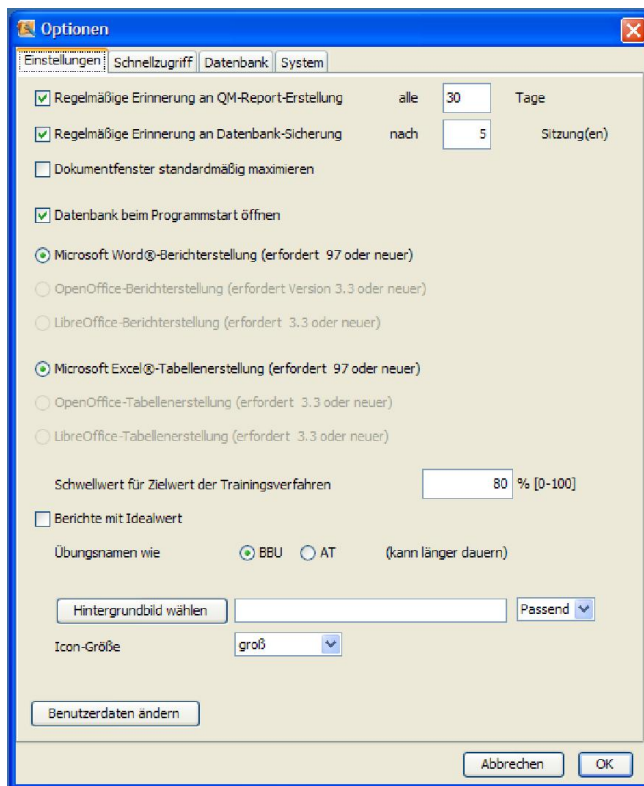 Optionen
Einstellungen Schnellzugriff Datenbank System
Regelmäßige Erinnerung an QM-Report-Erstellung alle 30 Tage
Regelmäßige Erinnerung an Datenbank-Sicherung nach 5 Sitzung(en)
Dokumentfenster standardmäßig maximieren
Datenbank beim Programmstart öffnen
Microsoft Word®-Berichterstellung (erfordert 97 oder neuer)
OpenOffice-Berichterstellung (erfordert Version 3.3 oder neuer)
LibreOffice-Berichterstellung (erfordert 3.3 oder neuer)
Microsoft Excel®-Tabellenerstellung (erfordert 97 oder neuer)
OpenOffice-Tabellenerstellung (erfordert 3.3 oder neuer)
LibreOffice-Tabellenerstellung (erfordert 3.3 oder neuer)
Schwellwert für Zielwert der Trainingsverfahren 80 % [0-100]
Berichte mit Idealwert
Übungsnamen wie BBU AT (kann länger dauern)
Hintergrundbild wählen Passend
Icon-Größe groß
Benutzerdaten ändern
Abbrechen OK